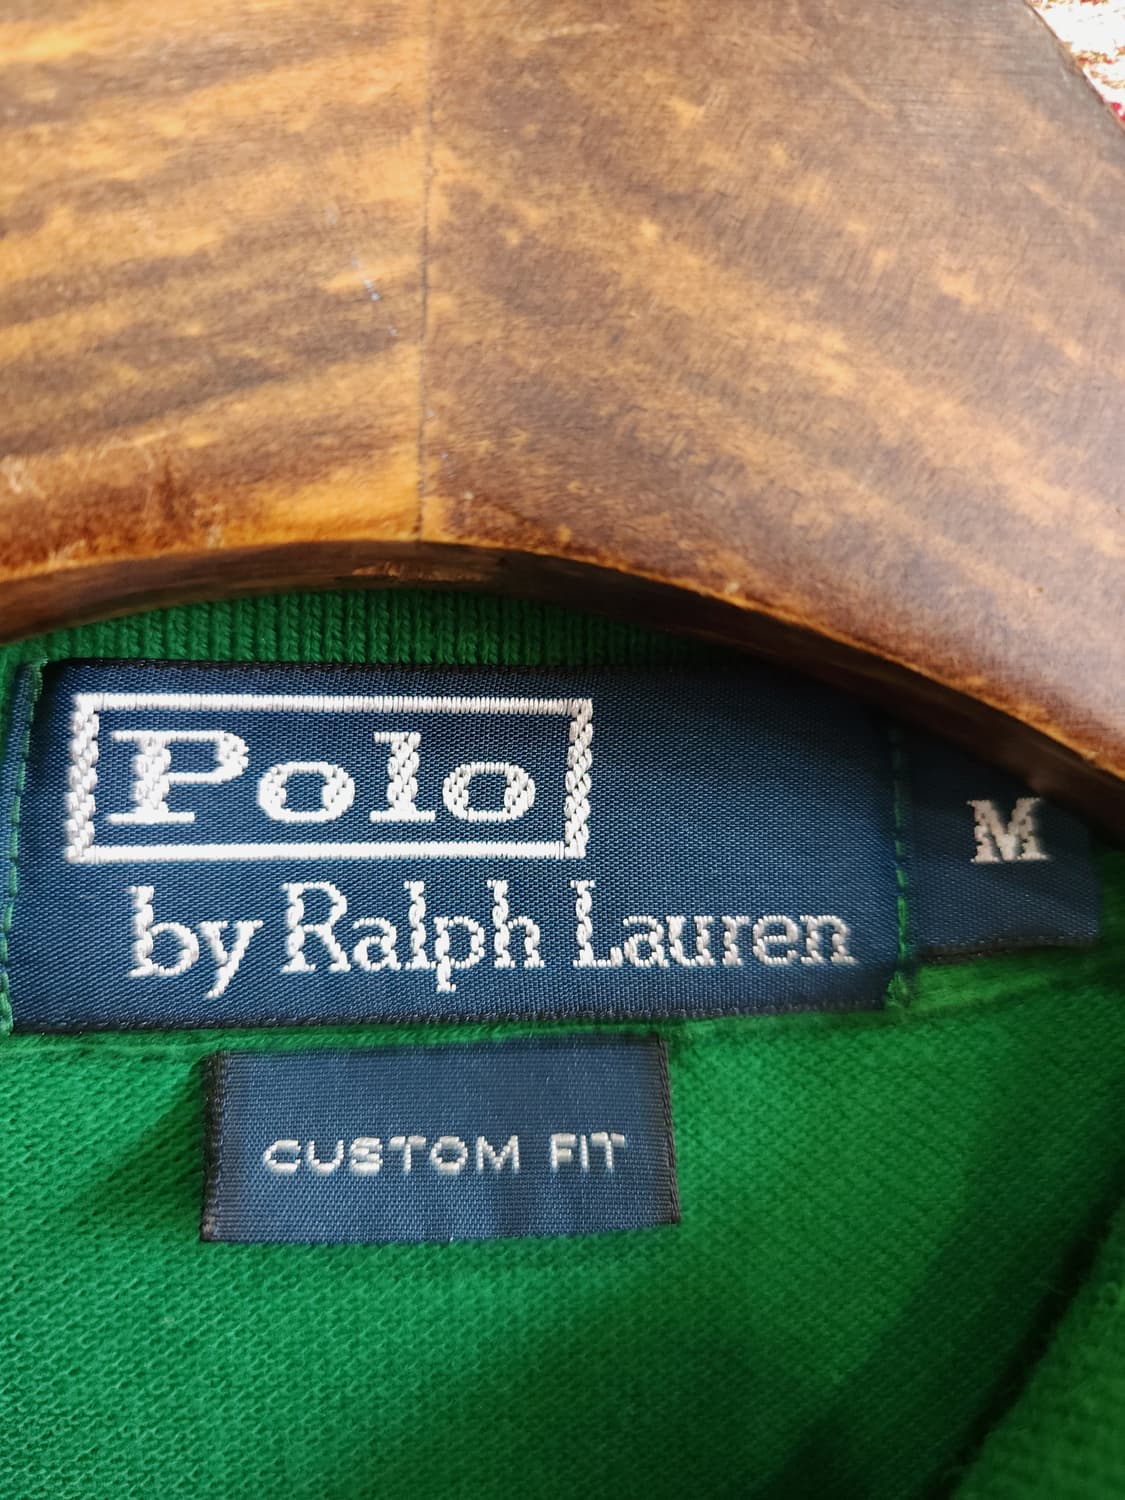 Polo
by Ralph Lauren
M
CUSTOM FIT